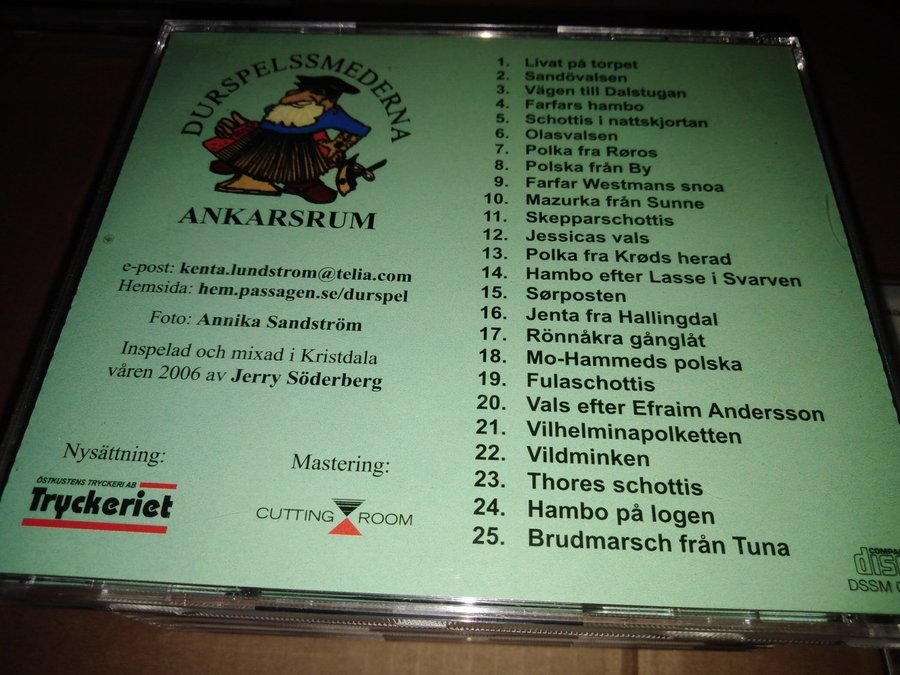 DURSPELSSMEDERNA
ANKARSRUM
e-post: kenta.lundstrom@telia.com
Hemsida: hem.passagen.se/durspel
Foto: Annika Sandström
Inspelad och mixad i Kristdala
våren 2006 av Jerry Söderberg
Nysättning:
ÖSTKUSTENS TRYCKERI AB
Tryckeriet
Mastering:
CUTTING ROOM
1. Livat på torpet
2. Sandövalsen
3. Vägen till Dalstugan
4. Farfars hambo
5. Schottis i nattskjortan
6. Olasvalsen
7. Polka fra Røros
8. Polska från By
9. Farfar Westmans snoa
10. Mazurka från Sunne
11. Skepparschottis
12. Jessicas vals
13. Polka fra Krøds herad
14. Hambo efter Lasse i Svarven
15. Sørposten
16. Jenta fra Hallingdal
17. Rönnåkra gånglåt
18. Mo-Hammeds polska
19. Fulaschottis
20. Vals efter Efraim Andersson
21. Vilhelminapolketten
22. Vildminken
23. Thores schottis
24. Hambo på logen
25. Brudmarsch från Tuna
DSSM